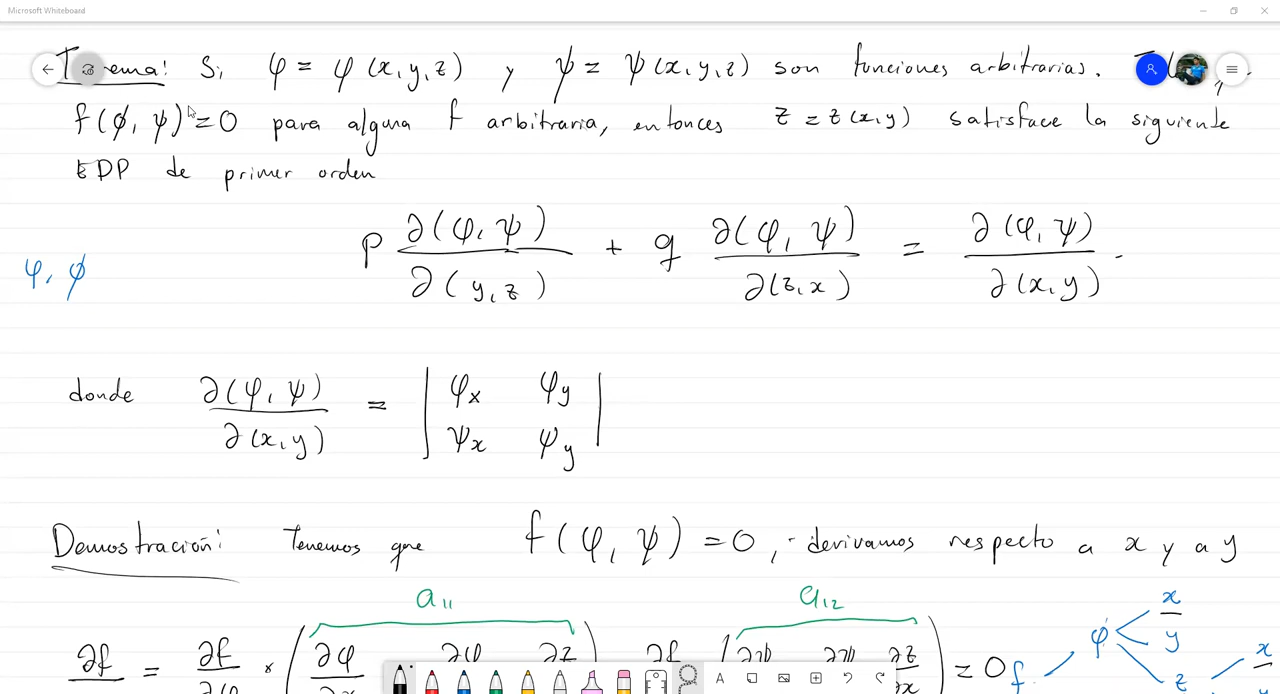 Microsoft Whiteboard
Teorema: Si φ = φ(x,y,z) y ψ = ψ(x,y,z) son funciones arbitrarias.
f(ϕ, ψ) = 0 para alguna f arbitraria, entonces z = z(x,y) satisface la siguiente
EDP de primer orden
p ∂(φ,ψ)/∂(y,z) + q ∂(φ,ψ)/∂(z,x) = ∂(φ,ψ)/∂(x,y).
φ, ϕ
donde ∂(φ,ψ)/∂(x,y) = | φx φy |
| ψx ψy |
Demostración: Tenemos que f(φ, ψ) = 0, derivamos respecto a x y a y
a11 a12
∂f = ∂f * ( ∂φ ∂φ ∂z ) ∂f ( ∂ψ ∂ψ ∂z ) = 0
∂φ ∂x ∂x
f φ x y z x
A